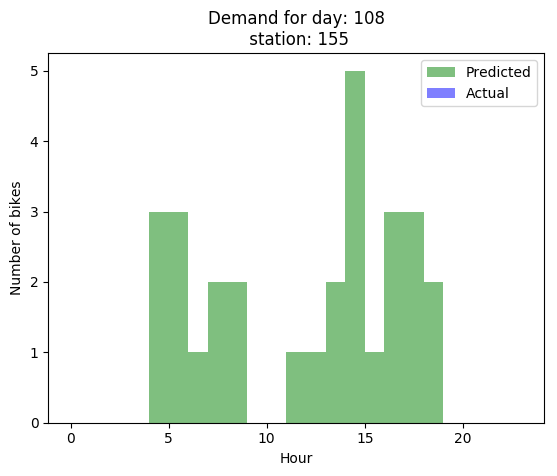 Demand for day: 108
station: 155
Predicted
Actual
Number of bikes
5
4
3
2
1
0
0
5
10
15
20
Hour